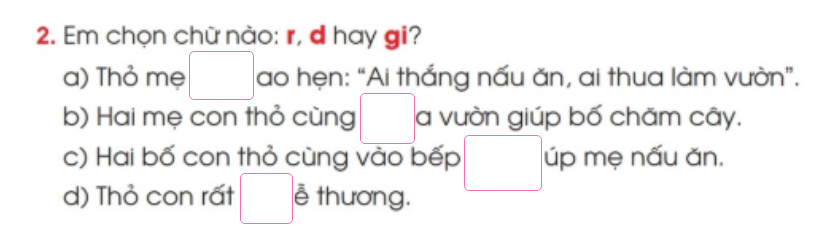 2. Em chọn chữ nào: r, d hay gi?
a) Thỏ mẹ ao hẹn: “Ai thắng nấu ăn, ai thua làm vườn”.
b) Hai mẹ con thỏ cùng a vườn giúp bố chăm cây.
c) Hai bố con thỏ cùng vào bếp úp mẹ nấu ăn.
d) Thỏ con rất ễ thương.